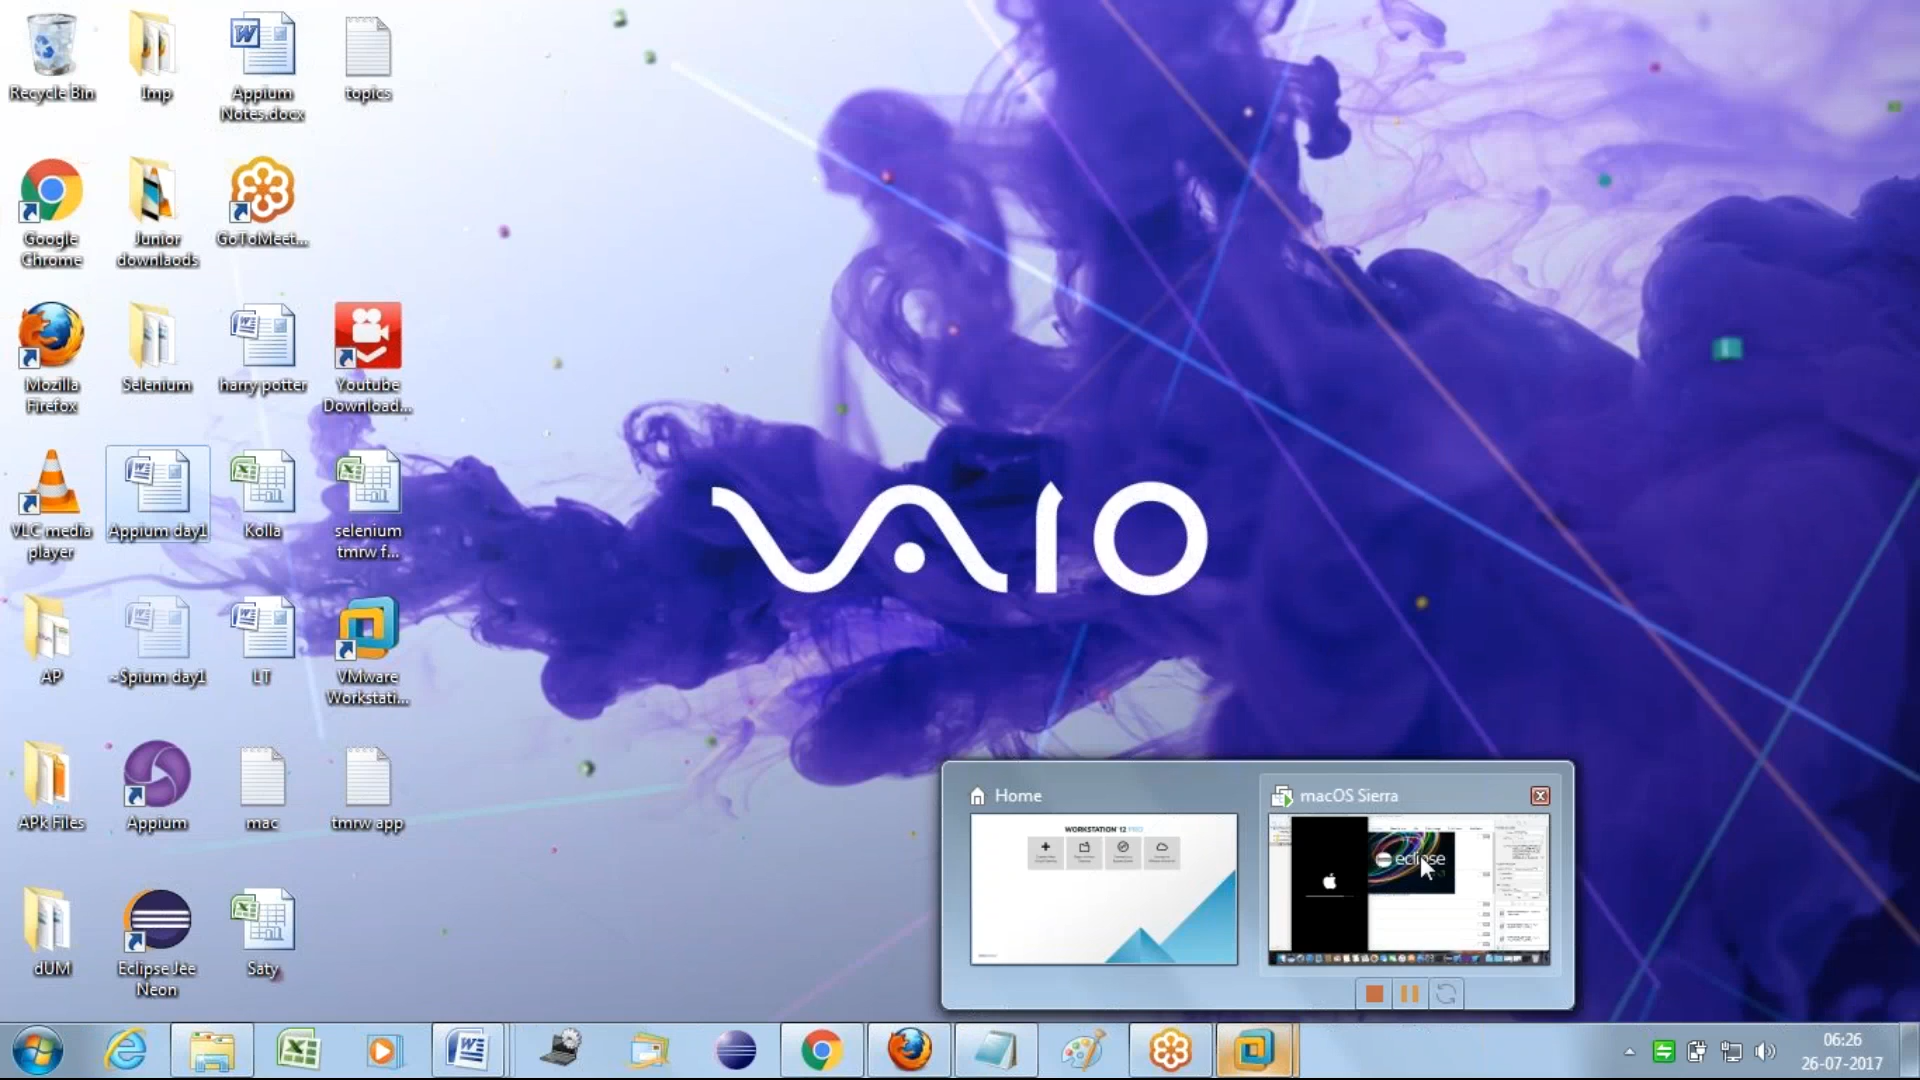 Recycle Bin
Imp
Appium
Notes.docx
topics
Google
Chrome
Junior
downlaods
GoToMeet...
Mozilla
Firefox
Selenium
harry potter
Youtube
Download...
VLC media
player
Appium day1
Kolla
selenium
tmrw f...
AP
~$pium day1
LT
VMware
Workstati...
APk Files
Appium
mac
tmrw app
dUM
Eclipse Jee
Neon
Saty
VAIO
Home
macOS Sierra
WORKSTATION 12 PRO
eclipse
06:26
26-07-2017